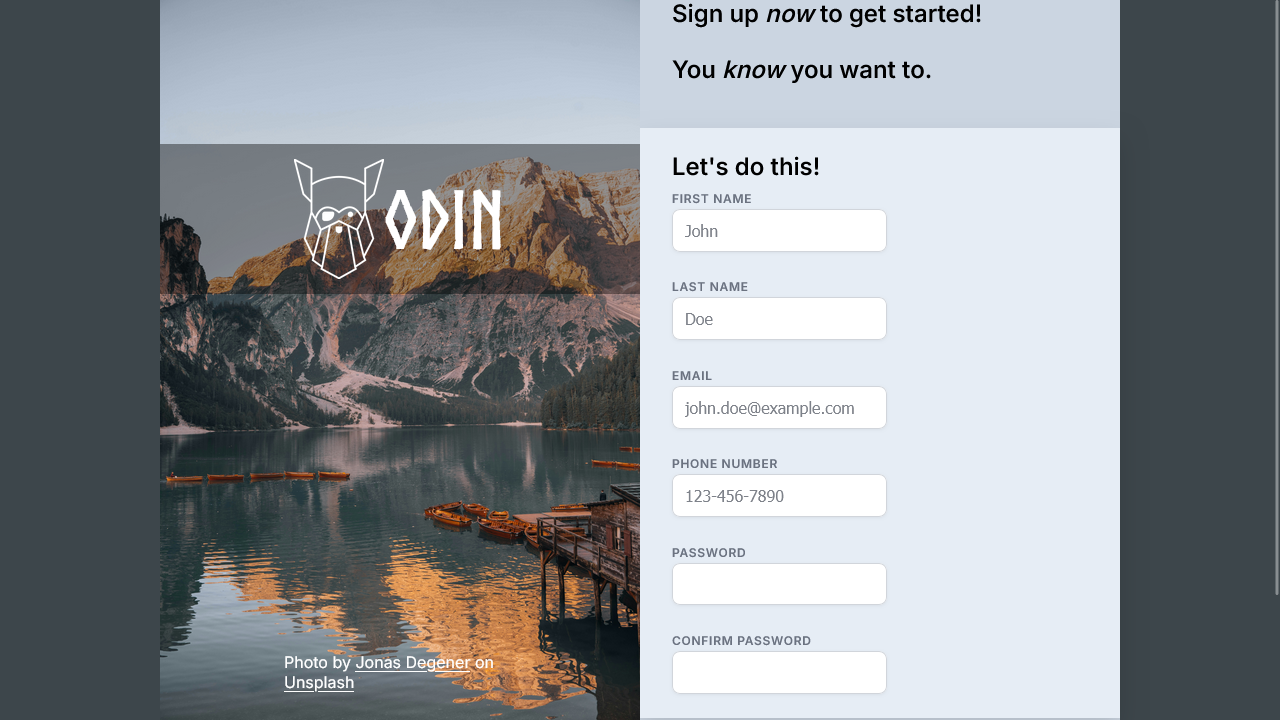 Sign up now to get started!
You know you want to.
ODIN
Let's do this!
FIRST NAME
John
LAST NAME
Doe
EMAIL
john.doe@example.com
PHONE NUMBER
123-456-7890
PASSWORD
CONFIRM PASSWORD
Photo by Jonas Degener on
Unsplash